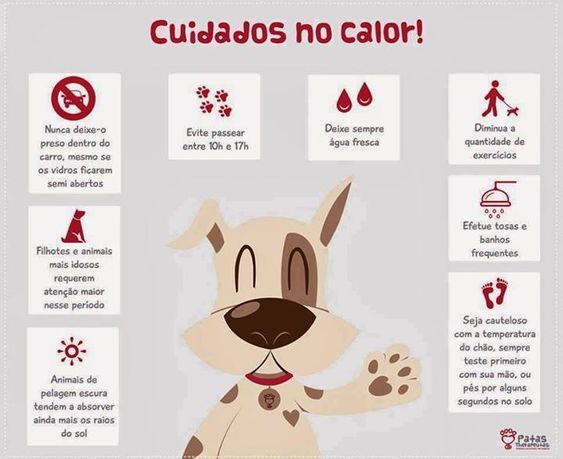 Cuidados no calor!
Nunca deixe-o
preso dentro do
carro, mesmo se
os vidros ficarem
semi abertos
Evite passear
entre 10h e 17h
Deixe sempre
água fresca
Diminua a
quantidade de
exercícios
Filhotes e animais
mais idosos
requerem
atenção maior
nesse período
Efetue tosas e
banhos
frequentes
Animais de
pelagem escura
tendem a absorver
ainda mais os raios
do sol
Seja cauteloso
com a temperatura
do chão, sempre
teste primeiro
com sua mão, ou
pés por alguns
segundos no solo
Patas
Therapeutas